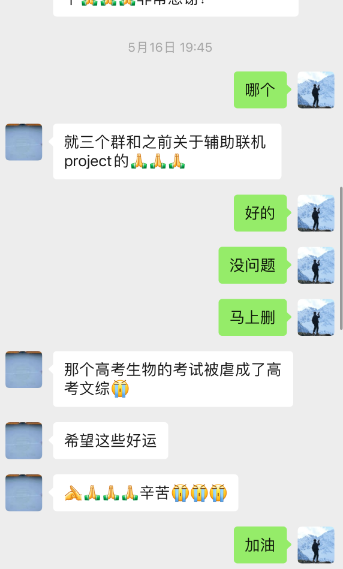 个🙏🙏🙏非常感谢！
5月16日 19:45
哪个
就三个群和之前关于辅助联机
project的🙏🙏🙏
好的
没问题
马上删
那个高考生物的考试被虐成了高
考文综😭
希望这些好运
✍️🙏🙏🙏辛苦😭😭😭
加油